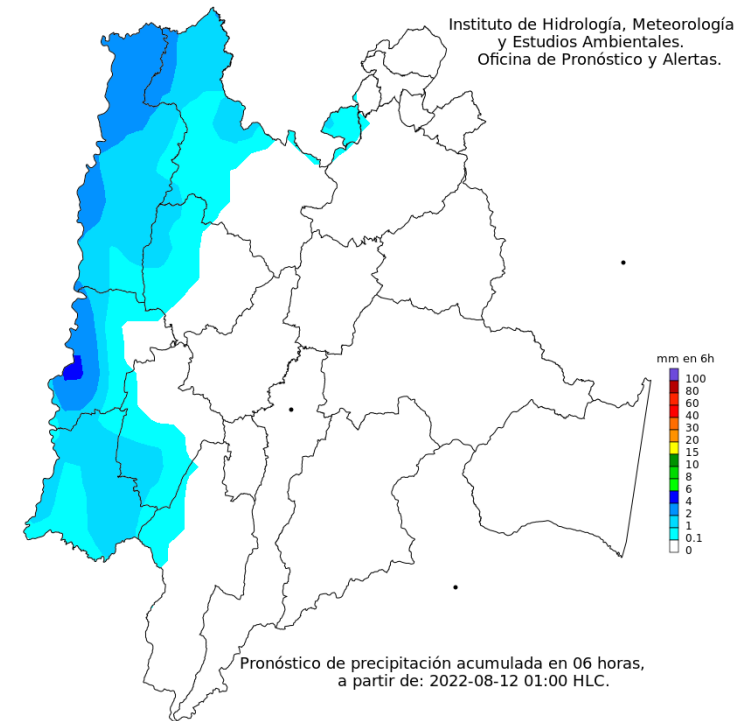 Instituto de Hidrología, Meteorología
y Estudios Ambientales.
Oficina de Pronóstico y Alertas.
mm en 6h
100
80
60
40
30
20
15
10
8
6
4
2
1
0.1
0
Pronóstico de precipitación acumulada en 06 horas,
a partir de: 2022-08-12 01:00 HLC.